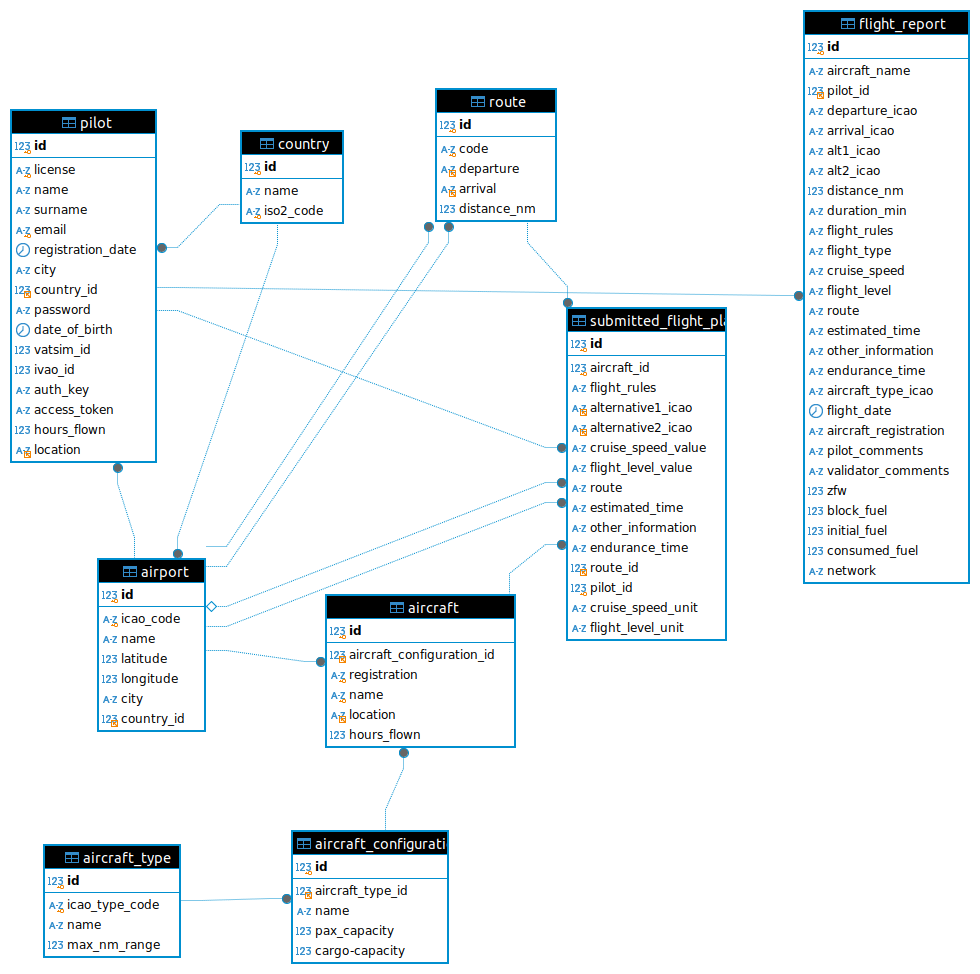 pilot
123 id
A-Z license
A-Z name
A-Z surname
A-Z email
registration_date
A-Z city
123 country_id
A-Z password
date_of_birth
123 vatsim_id
123 ivao_id
A-Z auth_key
A-Z access_token
123 hours_flown
A-Z location
country
123 id
A-Z name
A-Z iso2_code
route
123 id
A-Z code
A-Z departure
A-Z arrival
123 distance_nm
flight_report
123 id
A-Z aircraft_name
123 pilot_id
A-Z departure_icao
A-Z arrival_icao
A-Z alt1_icao
A-Z alt2_icao
123 distance_nm
123 duration_min
A-Z flight_rules
A-Z flight_type
A-Z cruise_speed
A-Z flight_level
A-Z route
A-Z estimated_time
A-Z other_information
A-Z endurance_time
A-Z aircraft_type_icao
flight_date
A-Z aircraft_registration
A-Z pilot_comments
A-Z validator_comments
123 zfw
123 block_fuel
123 initial_fuel
123 consumed_fuel
A-Z network
submitted_flight_pla
123 id
123 aircraft_id
A-Z flight_rules
A-Z alternative1_icao
A-Z alternative2_icao
A-Z cruise_speed_value
A-Z flight_level_value
A-Z route
A-Z estimated_time
A-Z other_information
A-Z endurance_time
123 route_id
123 pilot_id
A-Z cruise_speed_unit
A-Z flight_level_unit
airport
123 id
A-Z icao_code
A-Z name
123 latitude
123 longitude
A-Z city
123 country_id
aircraft
123 id
123 aircraft_configuration_id
A-Z registration
A-Z name
A-Z location
123 hours_flown
aircraft_type
123 id
A-Z icao_type_code
A-Z name
123 max_nm_range
aircraft_configurati
123 id
123 aircraft_type_id
A-Z name
123 pax_capacity
123 cargo-capacity